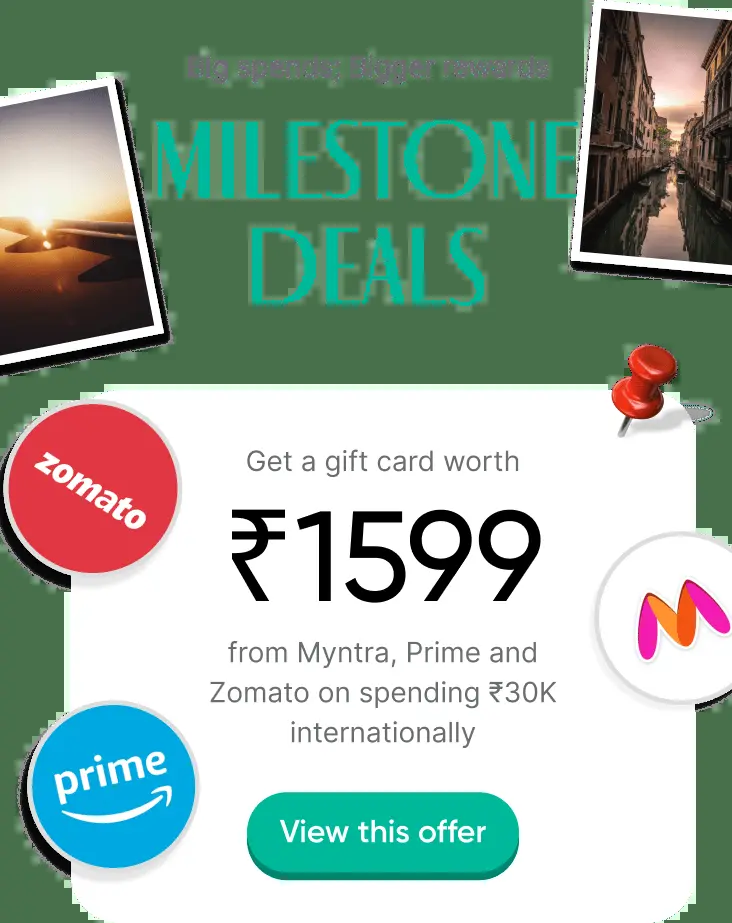 Big spends, bigger rewards
MILESTONE
DEALS
zomato
Get a gift card worth
₹1599
from Myntra, Prime and
Zomato on spending ₹30K
internationally
prime
View this offer